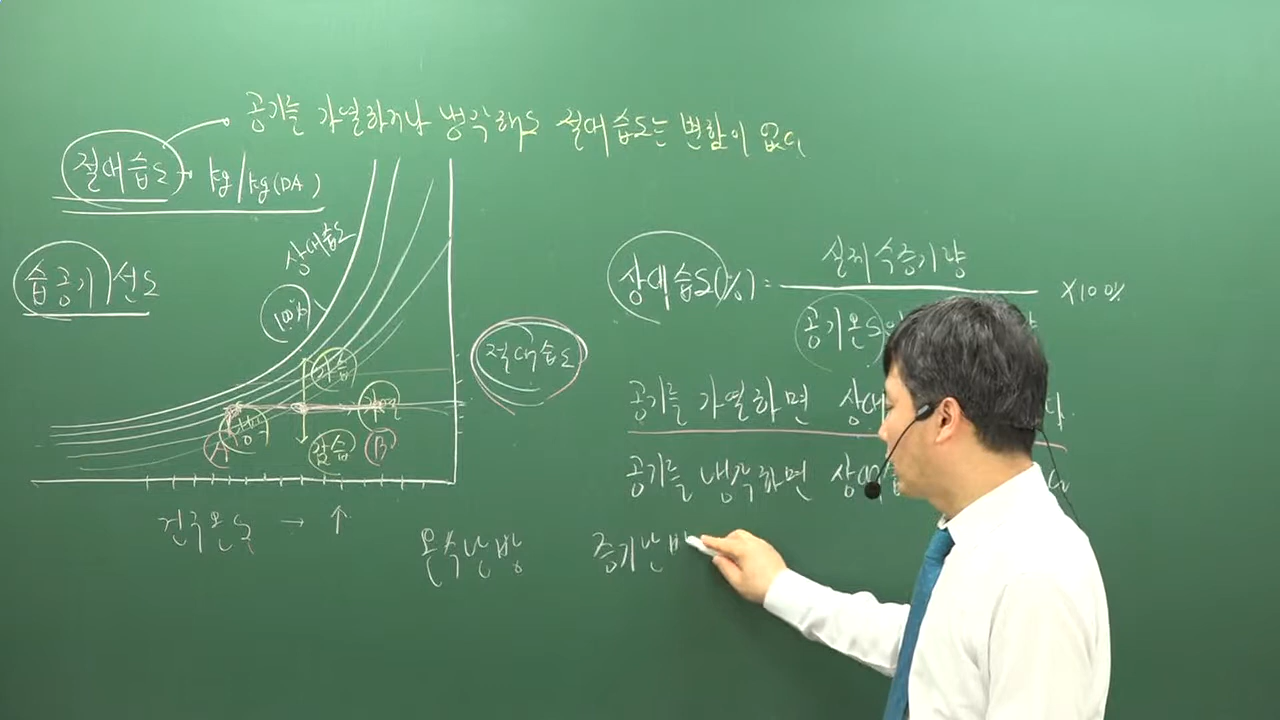 공기를 가열하거나 냉각해도 절대습도는 변함이 없다
절대습도 kg/kg(DA)
습공기 선도
상대습도
100%
가습
가열
냉각
감습
A
B
건구온도 → ↑
절대습도
상대습도(%) = 실제 수증기량
공기온도 X100%
공기를 가열하면 상대
공기를 냉각하면 상대
온수난방 증기난